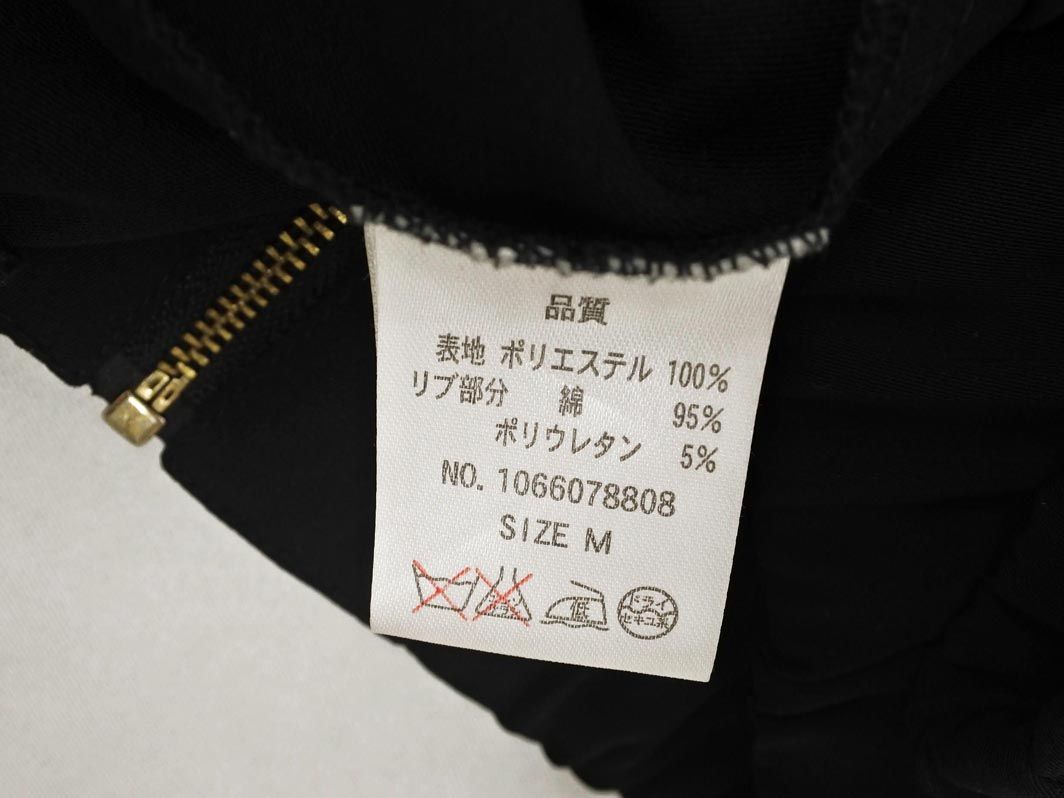 品質
表地 ポリエステル 100%
リブ部分 綿 95%
ポリウレタン 5%
NO. 1066078808
SIZE M
低 ドライ
セキユ系